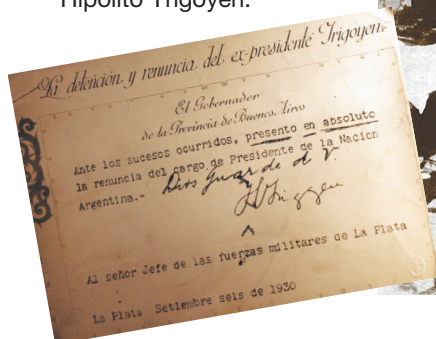 Hipólito Yrigoyen.
La detención y renuncia del ex-presidente Irigoyen.
El Gobernador
de la Provincia de Buenos Aires
Ante los sucesos ocurridos, presento en absoluto
la renuncia del cargo de Presidente de la Nacion
Argentina.- Dios guarde a V.
H Yrigoyen
Al señor Jefe de las fuerzas militares de La Plata
La Plata Setiembre seis de 1930